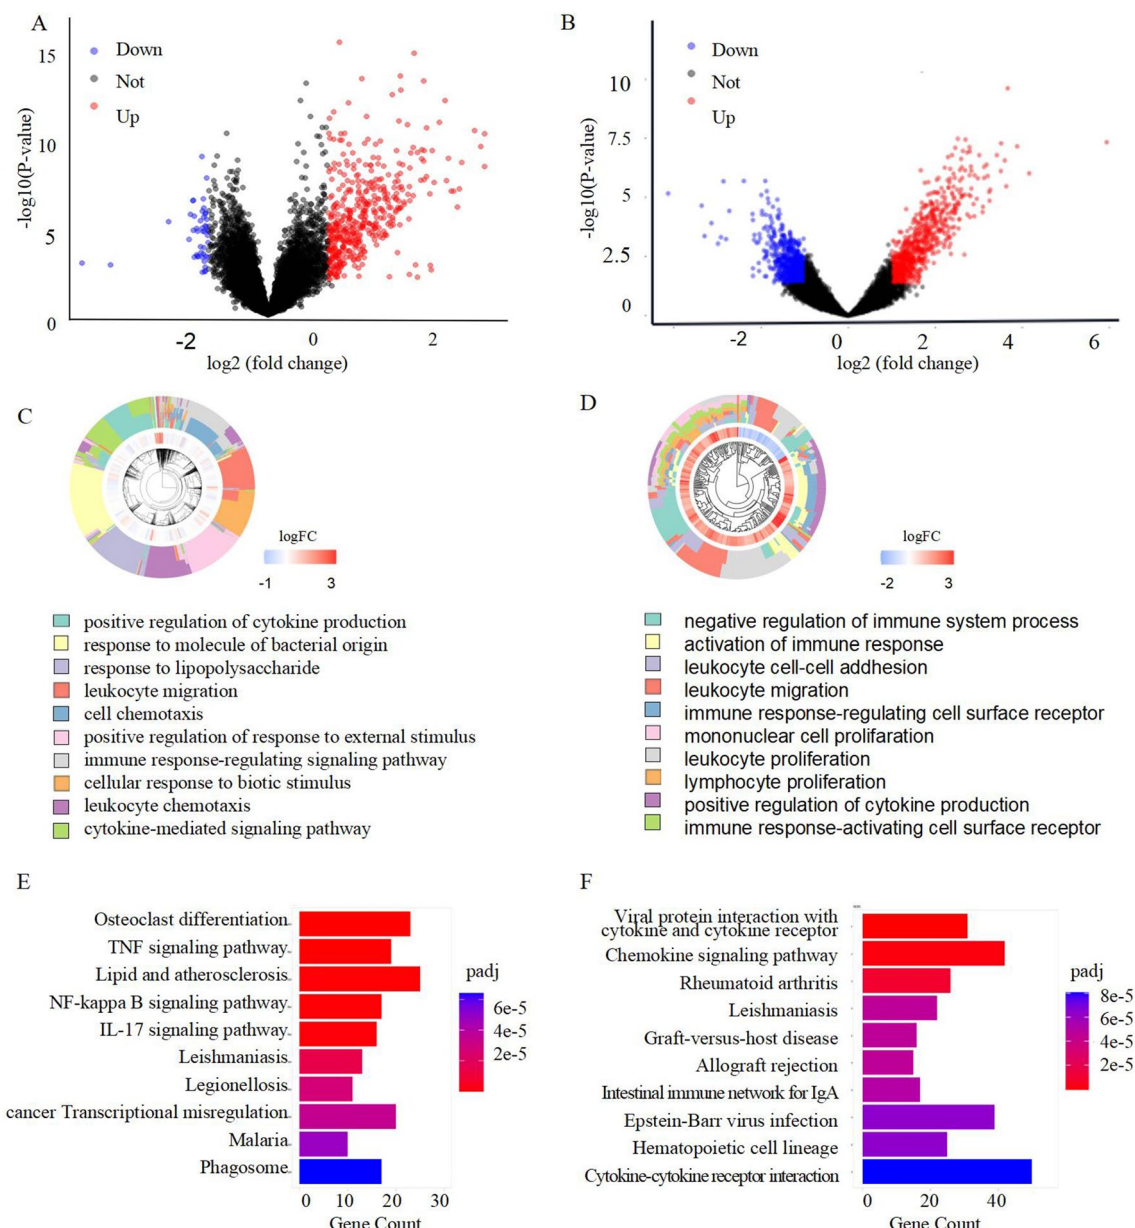 A
15
10
5
0
-log10(P-value)
Down
Not
Up
-2
0
2
log2 (fold change)
B
10
7.5
5
2.5
0
-log10(P-value)
Down
Not
Up
-2
0
2
4
6
log2 (fold change)
C
logFC
-1
3
positive regulation of cytokine production
response to molecule of bacterial origin
response to lipopolysaccharide
leukocyte migration
cell chemotaxis
positive regulation of response to external stimulus
immune response-regulating signaling pathway
cellular response to biotic stimulus
leukocyte chemotaxis
cytokine-mediated signaling pathway
D
logFC
-2
3
negative regulation of immune system process
activation of immune response
leukocyte cell-cell addhesion
leukocyte migration
immune response-regulating cell surface receptor
mononuclear cell profifaration
leukocyte proliferation
lymphocyte proliferation
positive regulation of cytokine production
immune response-activating cell surface receptor
E
Osteoclast differentiation
TNF signaling pathway
Lipid and atherosclerosis
NF-kappa B signaling pathway
IL-17 signaling pathway
Leishmaniasis
Legionellosis
cancer Transcriptional misregulation
Malaria
Phagosome
0 10 20 30
Gene Count
padj
6e-5
4e-5
2e-5
F
Viral protein interaction with
cytokine and cytokine receptor
Chemokine signaling pathway
Rheumatoid arthritis
Leishmaniasis
Graft-versus-host disease
Allograft rejection
Intestinal immune network for IgA
Epstein-Barr virus infection
Hematopoietic cell lineage
Cytokine-cytokine receptor interaction
0 20 40
Gene Count
padj
8e-5
6e-5
4e-5
2e-5